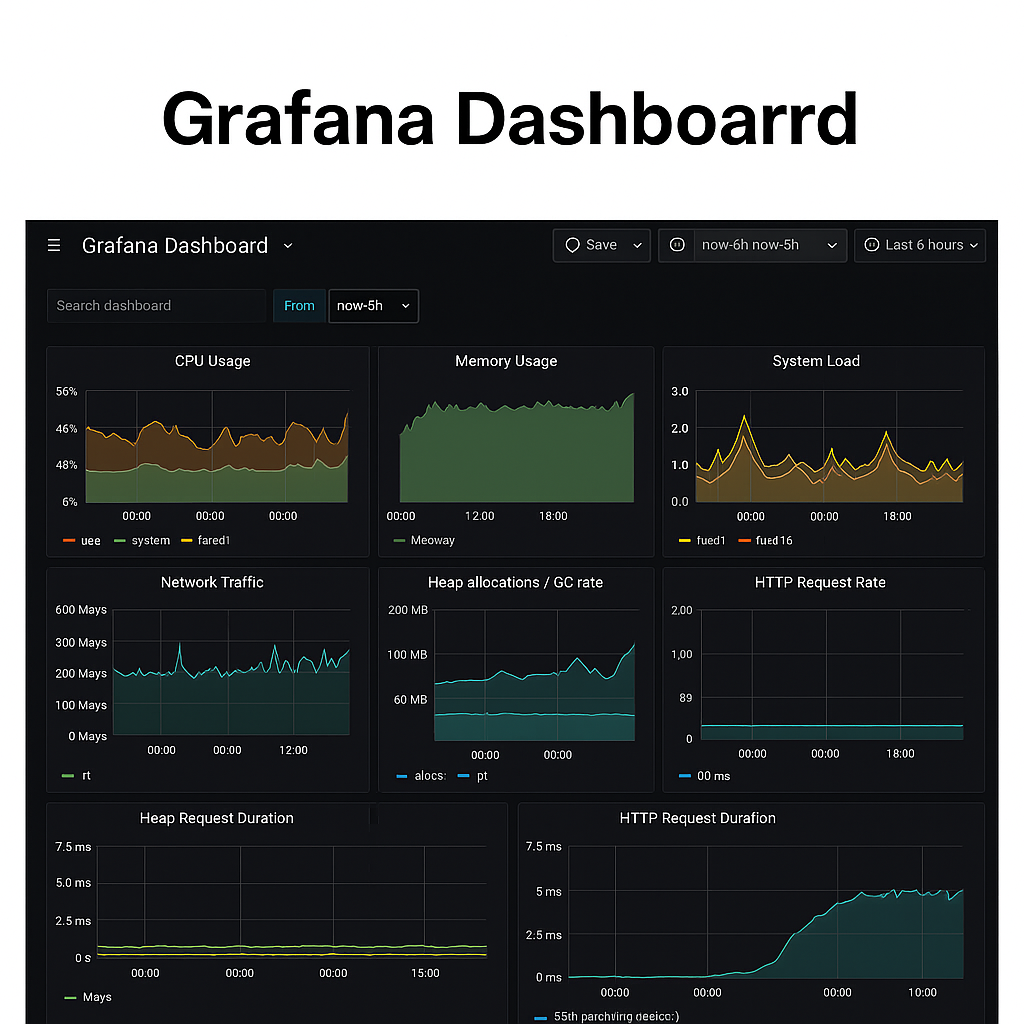 Grafana Dashboarrd
Grafana Dashboard
Save
now-6h now-5h
Last 6 hours
Search dashboard
From
now-5h
CPU Usage
56%
46%
48%
6%
00:00 00:00 00:00
uee system fared1
Memory Usage
00:00 12.00 18:00
Meoway
System Load
3.0
2.0
1.0
0.0
00:00 00:00 18:00
fued1 fued16
Network Traffic
600 Mays
300 Mays
200 Mays
100 Mays
0 Mays
00:00 00:00 12:00
rt
Heap allocations / GC rate
200 MB
100 MB
60 MB
00:00 00:00
alocs: pt
HTTP Request Rate
2,00
1,00
89
0
00:00 00:00 18:00
00 ms
Heap Request Duration
7.5 ms
5.0 ms
2.5 ms
0 s
00:00 00:00 00:00 15:00
Mays
HTTP Request Durafion
7.5 ms
5 ms
2.5 ms
0 ms
00:00 00:00 00:00 10:00
55th